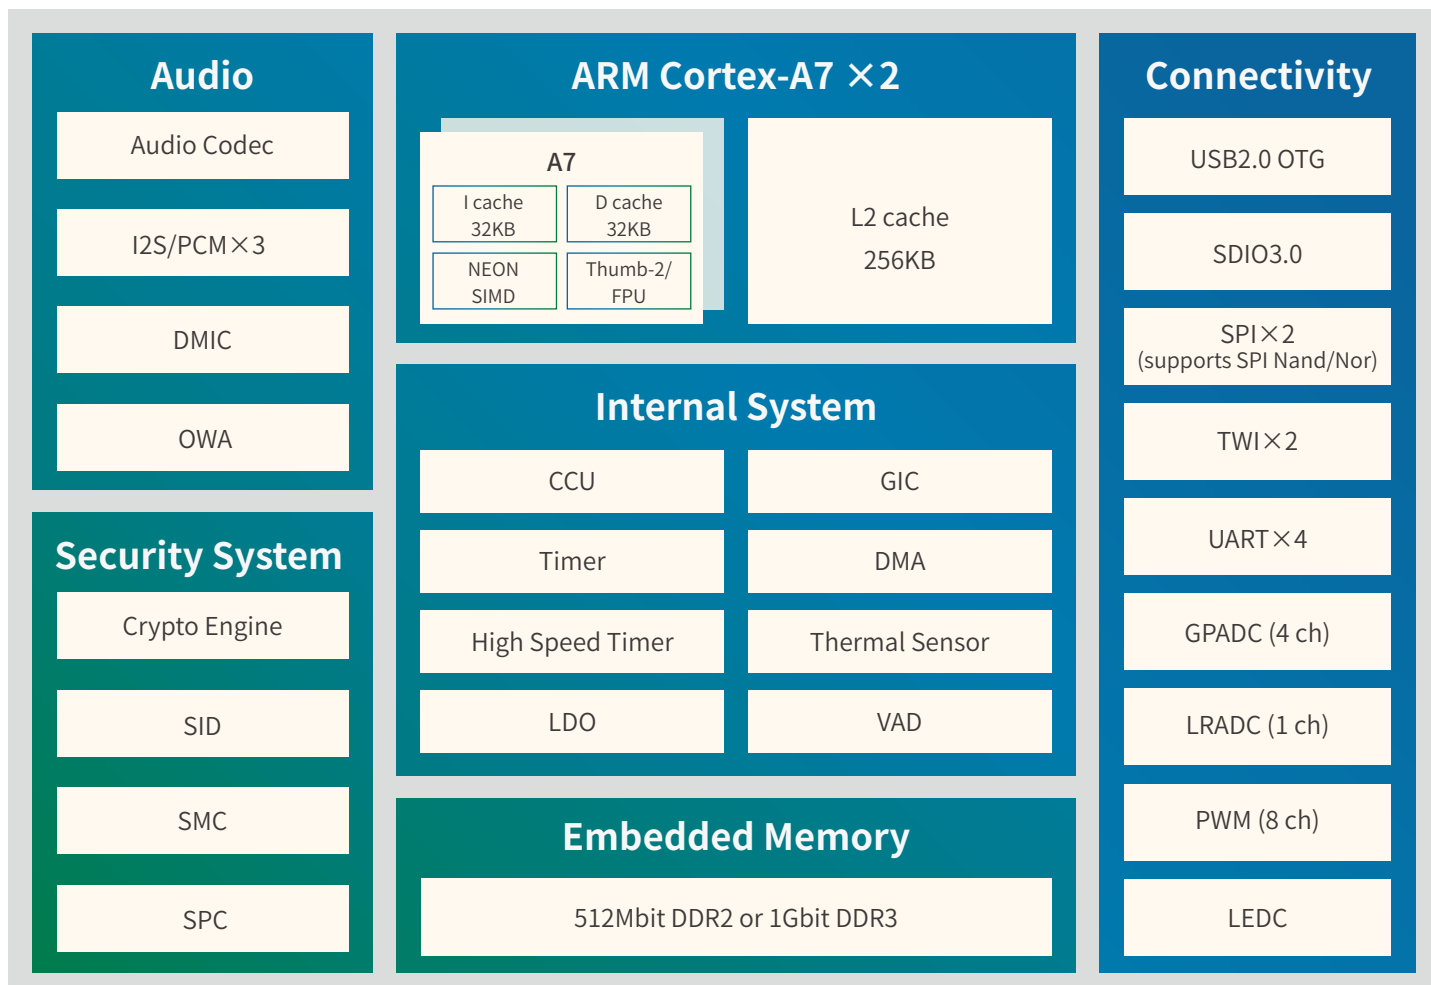 Audio
Audio Codec
I2S/PCM×3
DMIC
OWA
Security System
Crypto Engine
SID
SMC
SPC
ARM Cortex-A7 ×2
A7
I cache
32KB
D cache
32KB
NEON
SIMD
Thumb-2/
FPU
L2 cache
256KB
Internal System
CCU
GIC
Timer
DMA
High Speed Timer
Thermal Sensor
LDO
VAD
Embedded Memory
512Mbit DDR2 or 1Gbit DDR3
Connectivity
USB2.0 OTG
SDIO3.0
SPI×2
(supports SPI Nand/Nor)
TWI×2
UART×4
GPADC (4 ch)
LRADC (1 ch)
PWM (8 ch)
LEDC